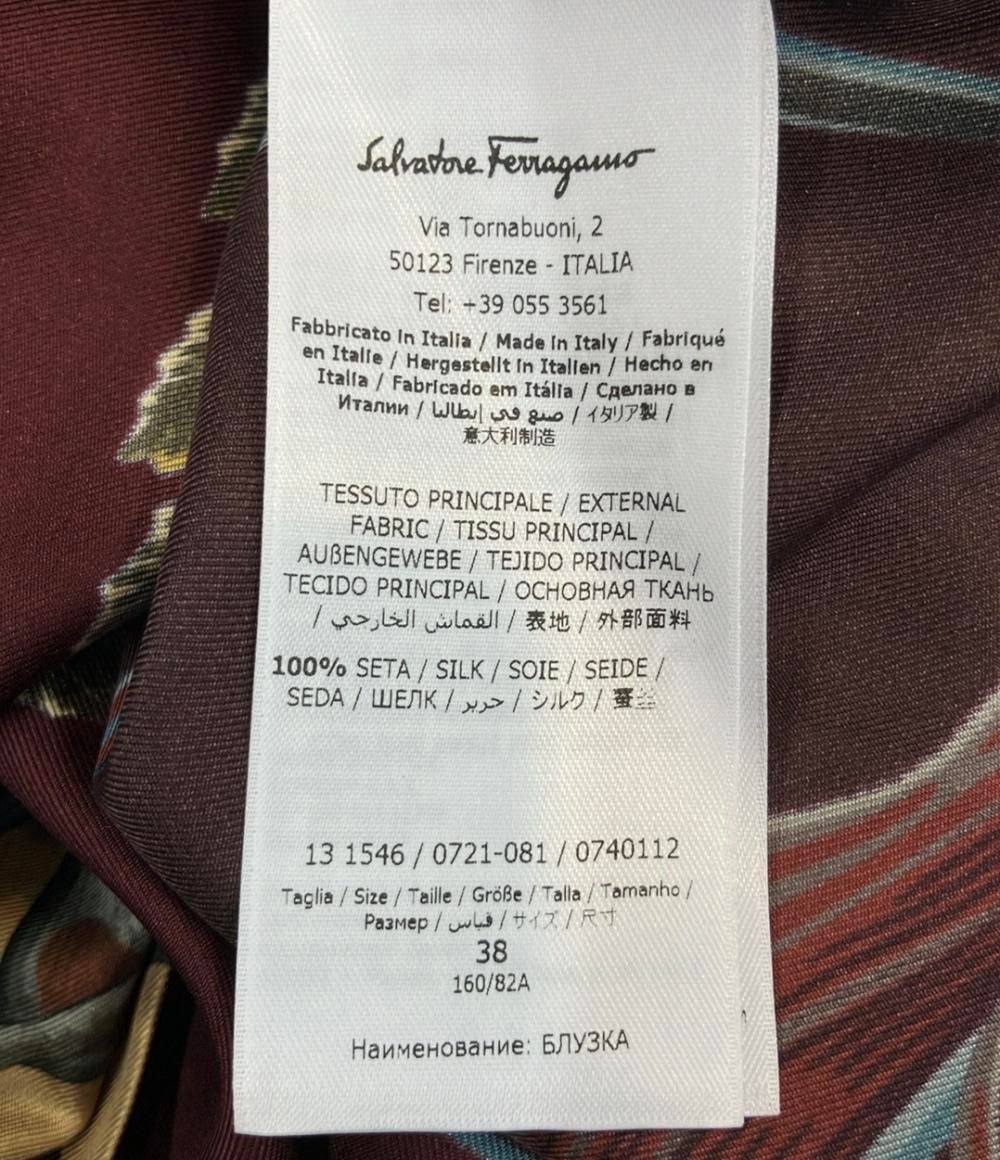 Salvatore Ferragamo
Via Tornabuoni, 2
50123 Firenze - ITALIA
Tel: +39 055 3561
Fabbricato in Italia / Made in Italy / Fabriqué
en Italie / Hergestellt in Italien / Hecho en
Italia / Fabricado em Itália / Сделано в
Италии / صنع في إيطاليا / イタリア製 /
意大利制造
TESSUTO PRINCIPALE / EXTERNAL
FABRIC / TISSU PRINCIPAL /
AUßENGEWEBE / TEJIDO PRINCIPAL /
TECIDO PRINCIPAL / ОСНОВНАЯ ТКАНЬ
/ القماش الخارجي / 表地 / 外部面料
100% SETA / SILK / SOIE / SEIDE /
SEDA / ШЕЛК / حرير / シルク /
13 1546 / 0721-081 / 0740112
Taglia / Size / Taille / Größe / Talla / Tamanho /
Размер / قياس / サイズ / 尺寸
38
160/82A
Наименование: БЛУЗКА